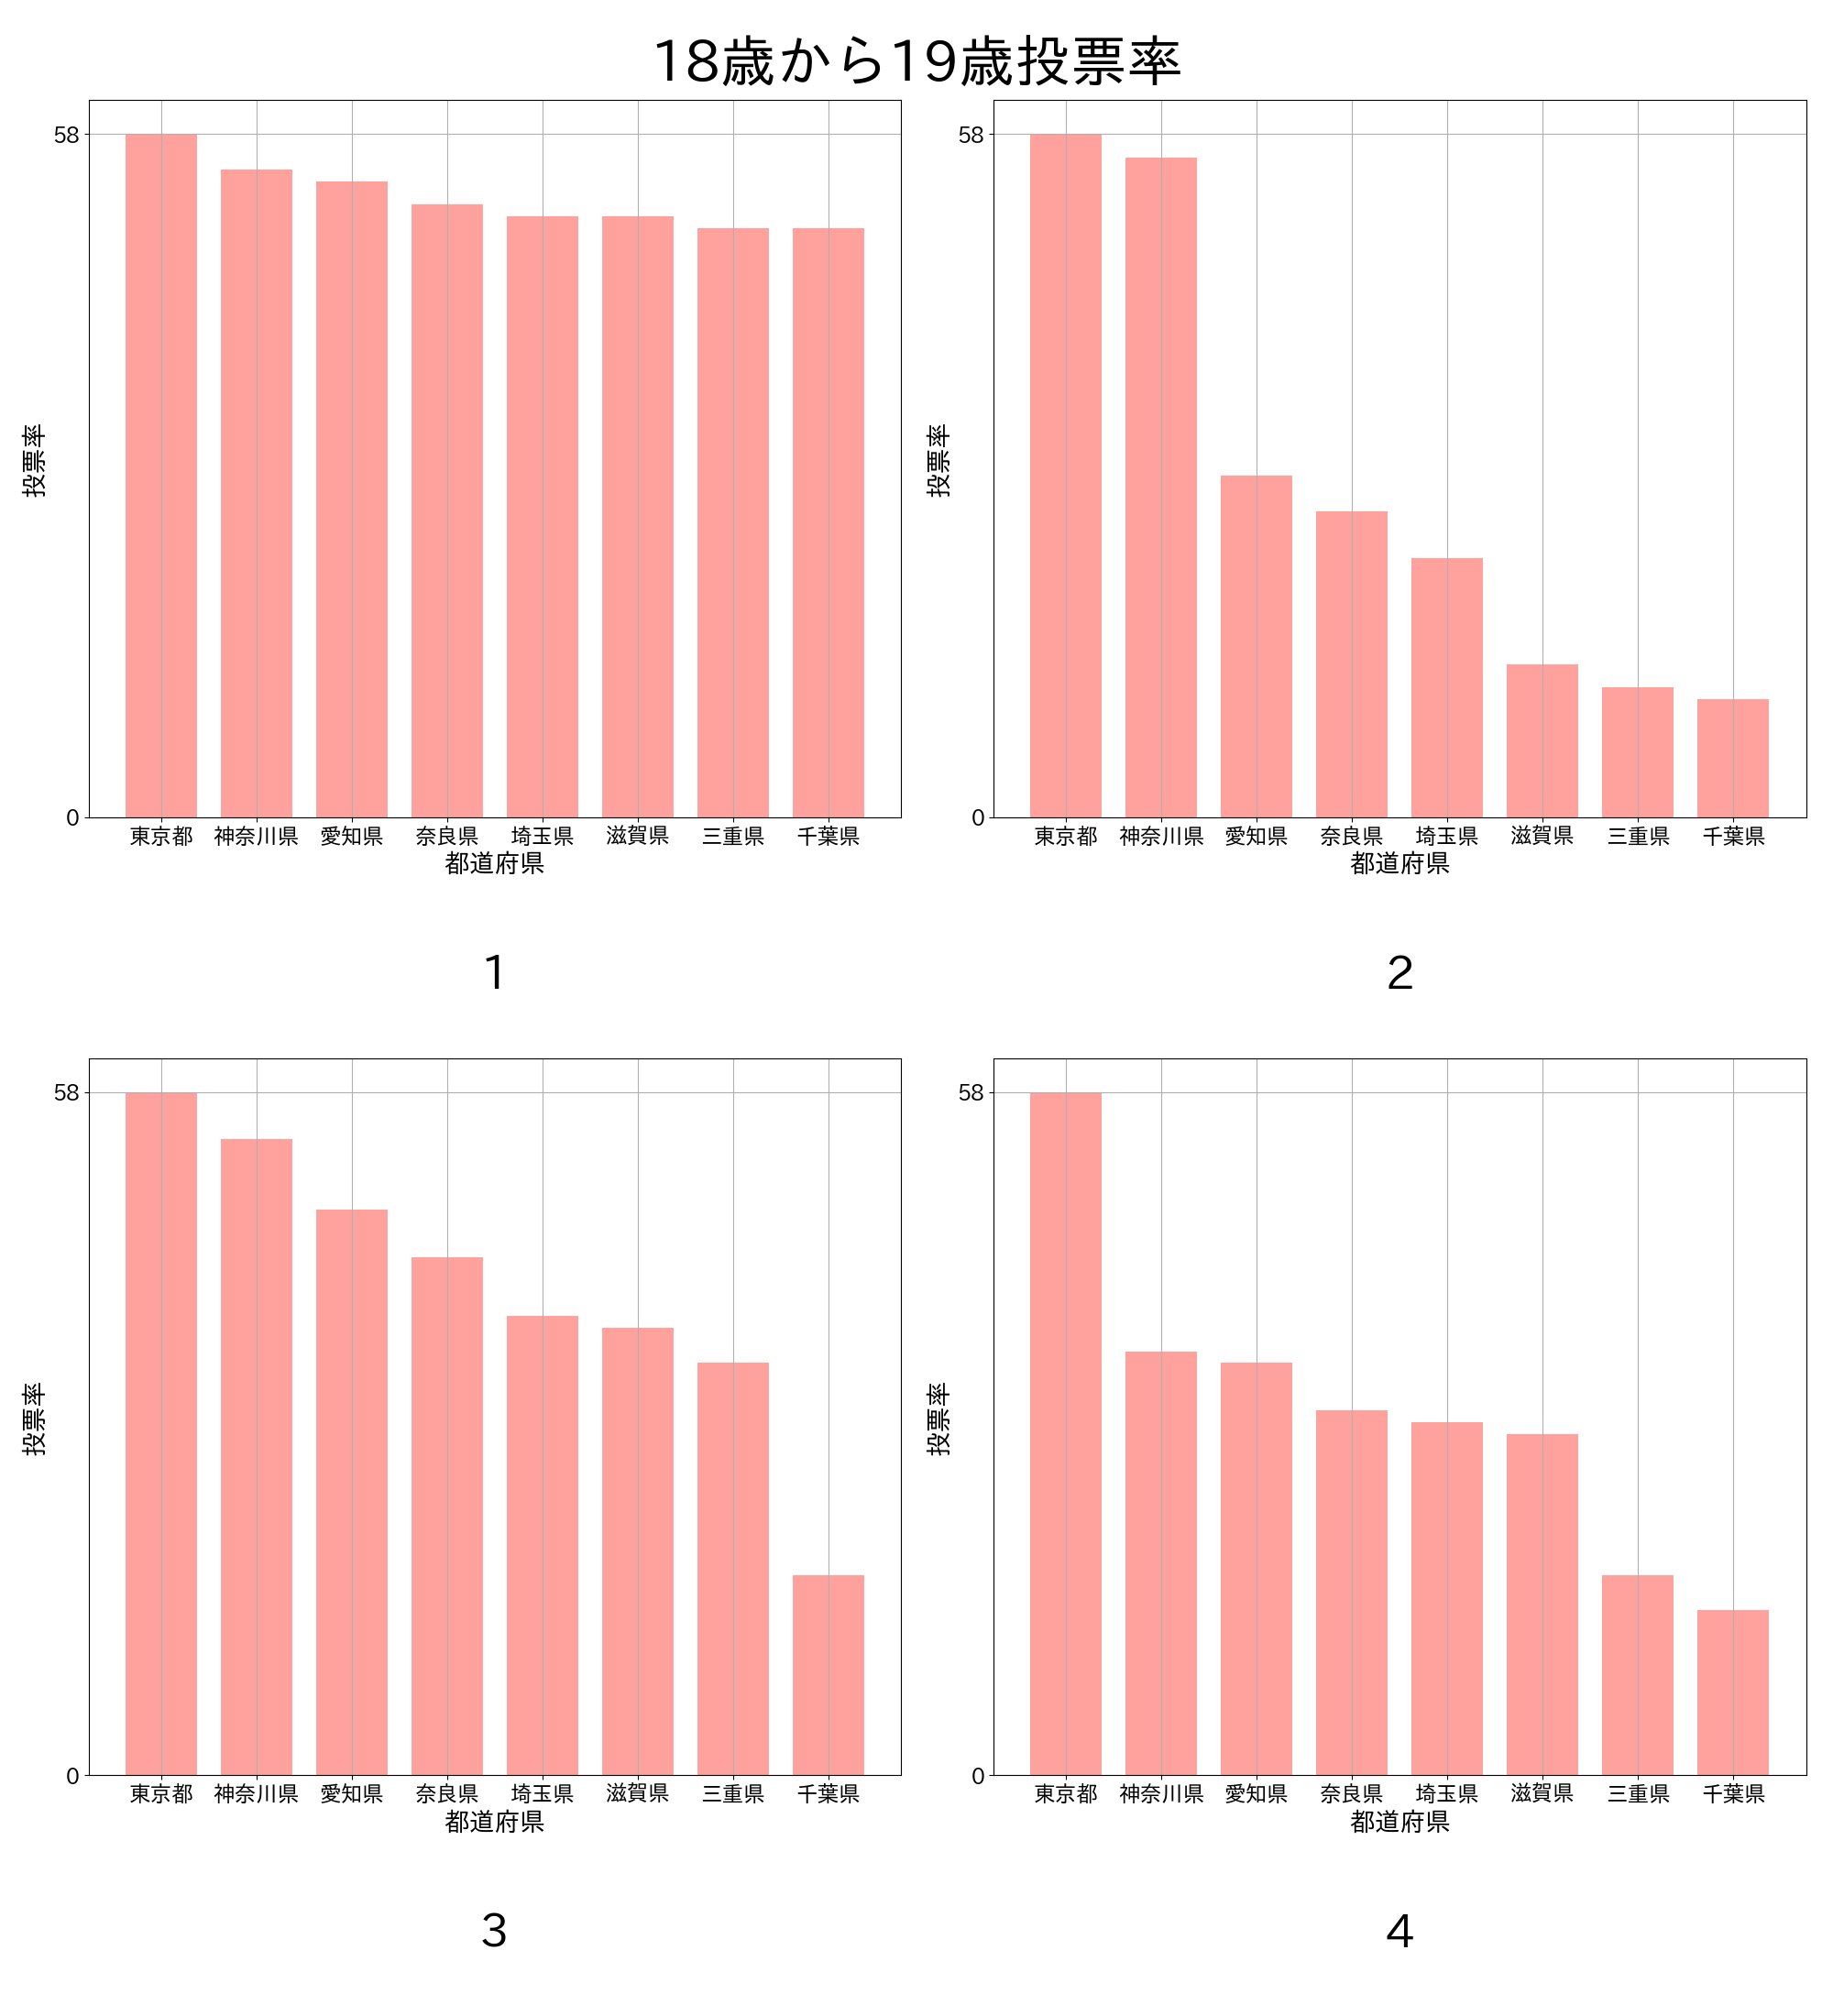 18歳から19歳投票率
58
0
投票率
東京都 神奈川県 愛知県 奈良県 埼玉県 滋賀県 三重県 千葉県
都道府県
1
58
0
投票率
東京都 神奈川県 愛知県 奈良県 埼玉県 滋賀県 三重県 千葉県
都道府県
2
58
0
投票率
東京都 神奈川県 愛知県 奈良県 埼玉県 滋賀県 三重県 千葉県
都道府県
3
58
0
投票率
東京都 神奈川県 愛知県 奈良県 埼玉県 滋賀県 三重県 千葉県
都道府県
4